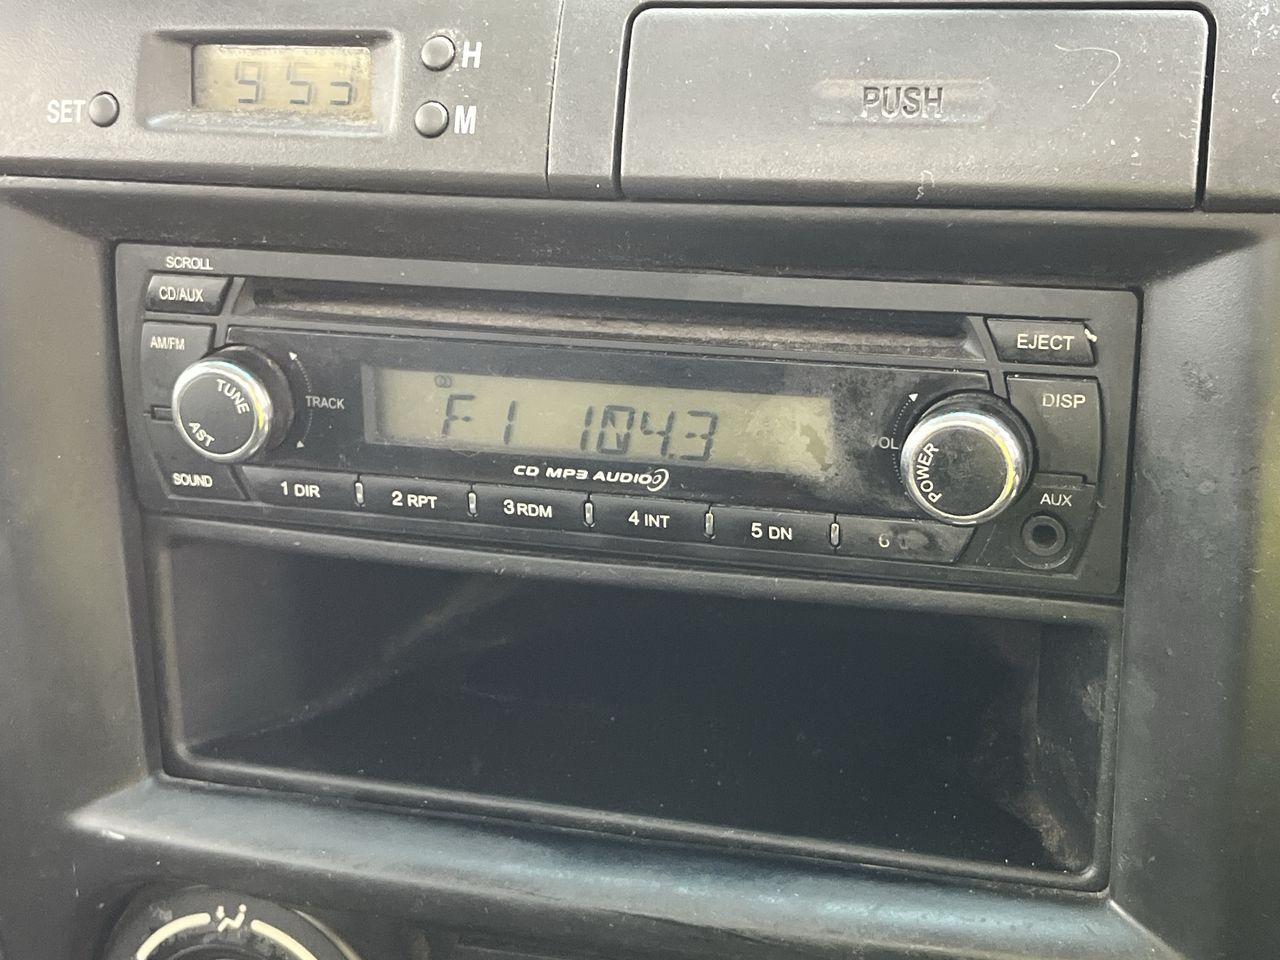 SET
9 53
H
M
PUSH
SCROLL
CD/AUX
AM/FM
TUNE
AST
TRACK
SOUND
F1 104.3
CD MP3 AUDIO
VOL
POWER
EJECT
DISP
AUX
1 DIR
2 RPT
3 RDM
4 INT
5 DN
6